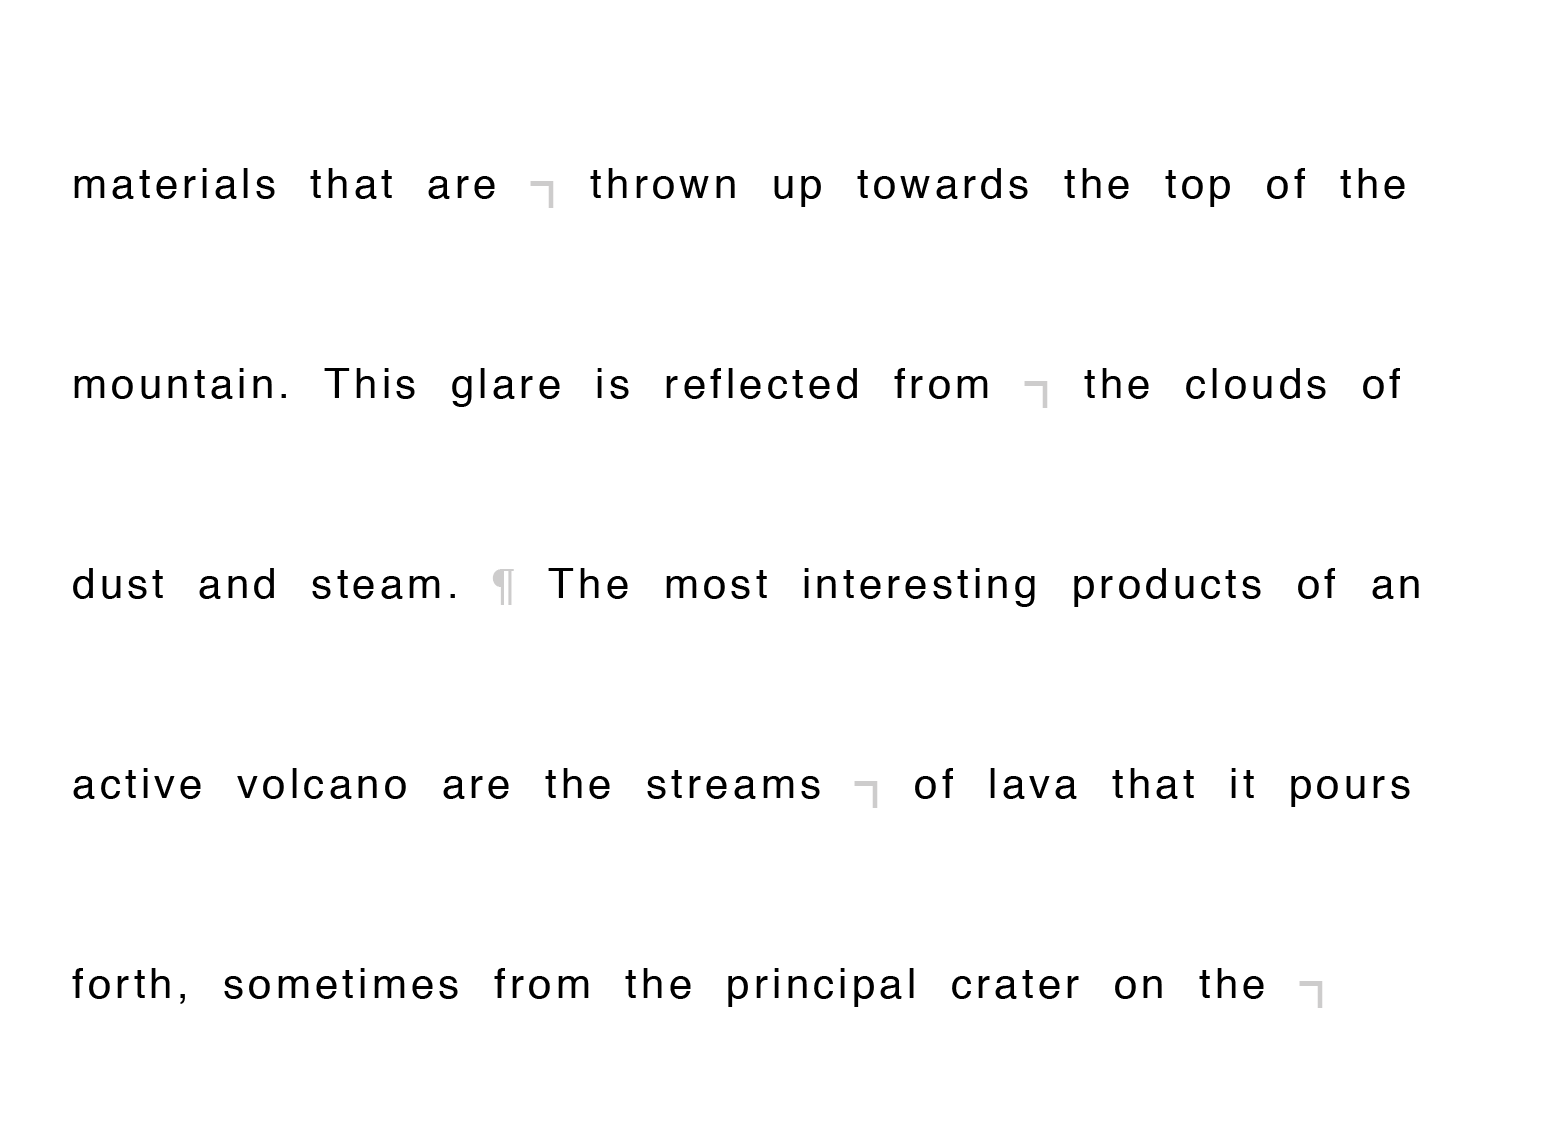 materials that are ¬ thrown up towards the top of the
mountain. This glare is reflected from ¬ the clouds of
dust and steam. ¶ The most interesting products of an
active volcano are the streams ¬ of lava that it pours
forth, sometimes from the principal crater on the ¬